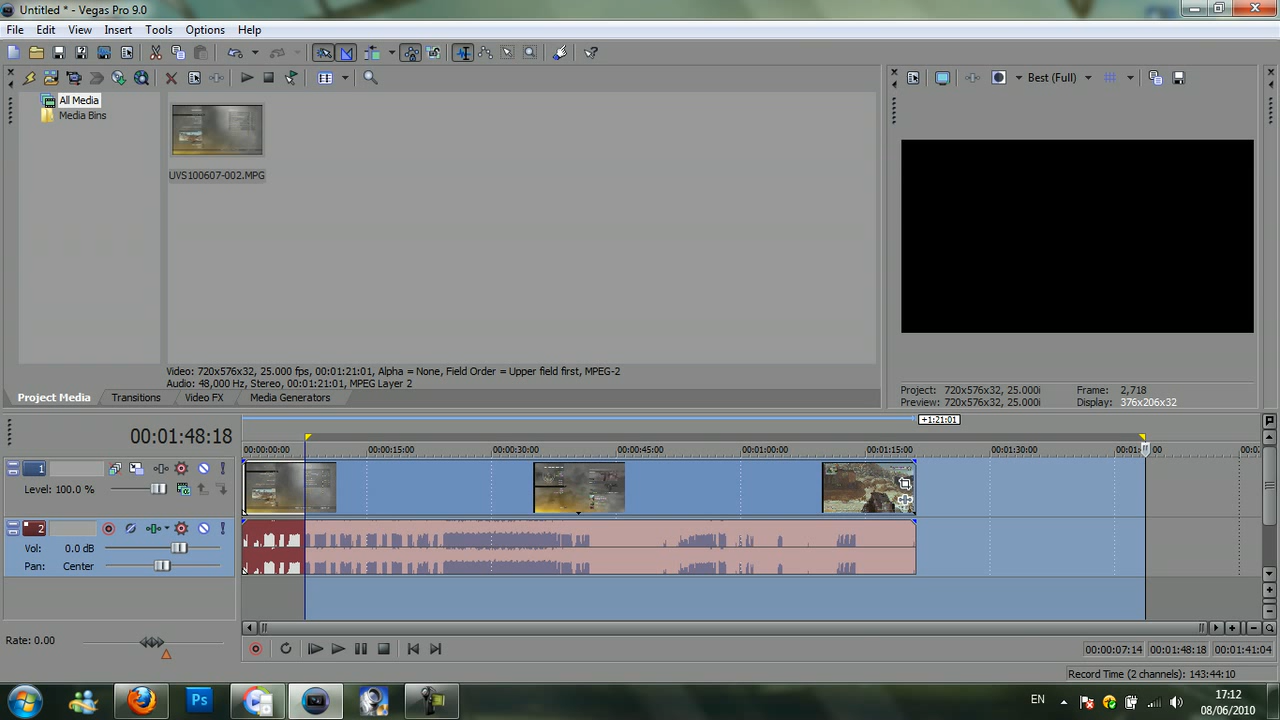 Untitled * - Vegas Pro 9.0
File Edit View Insert Tools Options Help
Best (Full)
All Media
Media Bins
UVS100607-002.MPG
Video: 720x576x32, 25.000 fps, 00:01:21:01, Alpha = None, Field Order = Upper field first, MPEG-2
Audio: 48,000 Hz, Stereo, 00:01:21:01, MPEG Layer 2
Project Media Transitions Video FX Media Generators
Project: 720x576x32, 25.000i Frame: 2,718
Preview: 720x576x32, 25.000i Display: 376x206x32
+1:21:01
00:01:48:18
00:00:00:00 00:00:15:00 00:00:30:00 00:00:45:00 00:01:00:00 00:01:15:00 00:01:30:00
1
Level: 100.0 %
2
Vol: 0.0 dB
Pan: Center
Rate: 0.00
00:00:07:14 00:01:48:18 00:01:41:04
Record Time (2 channels): 143:44:10
Ps
EN
17:12
08/06/2010